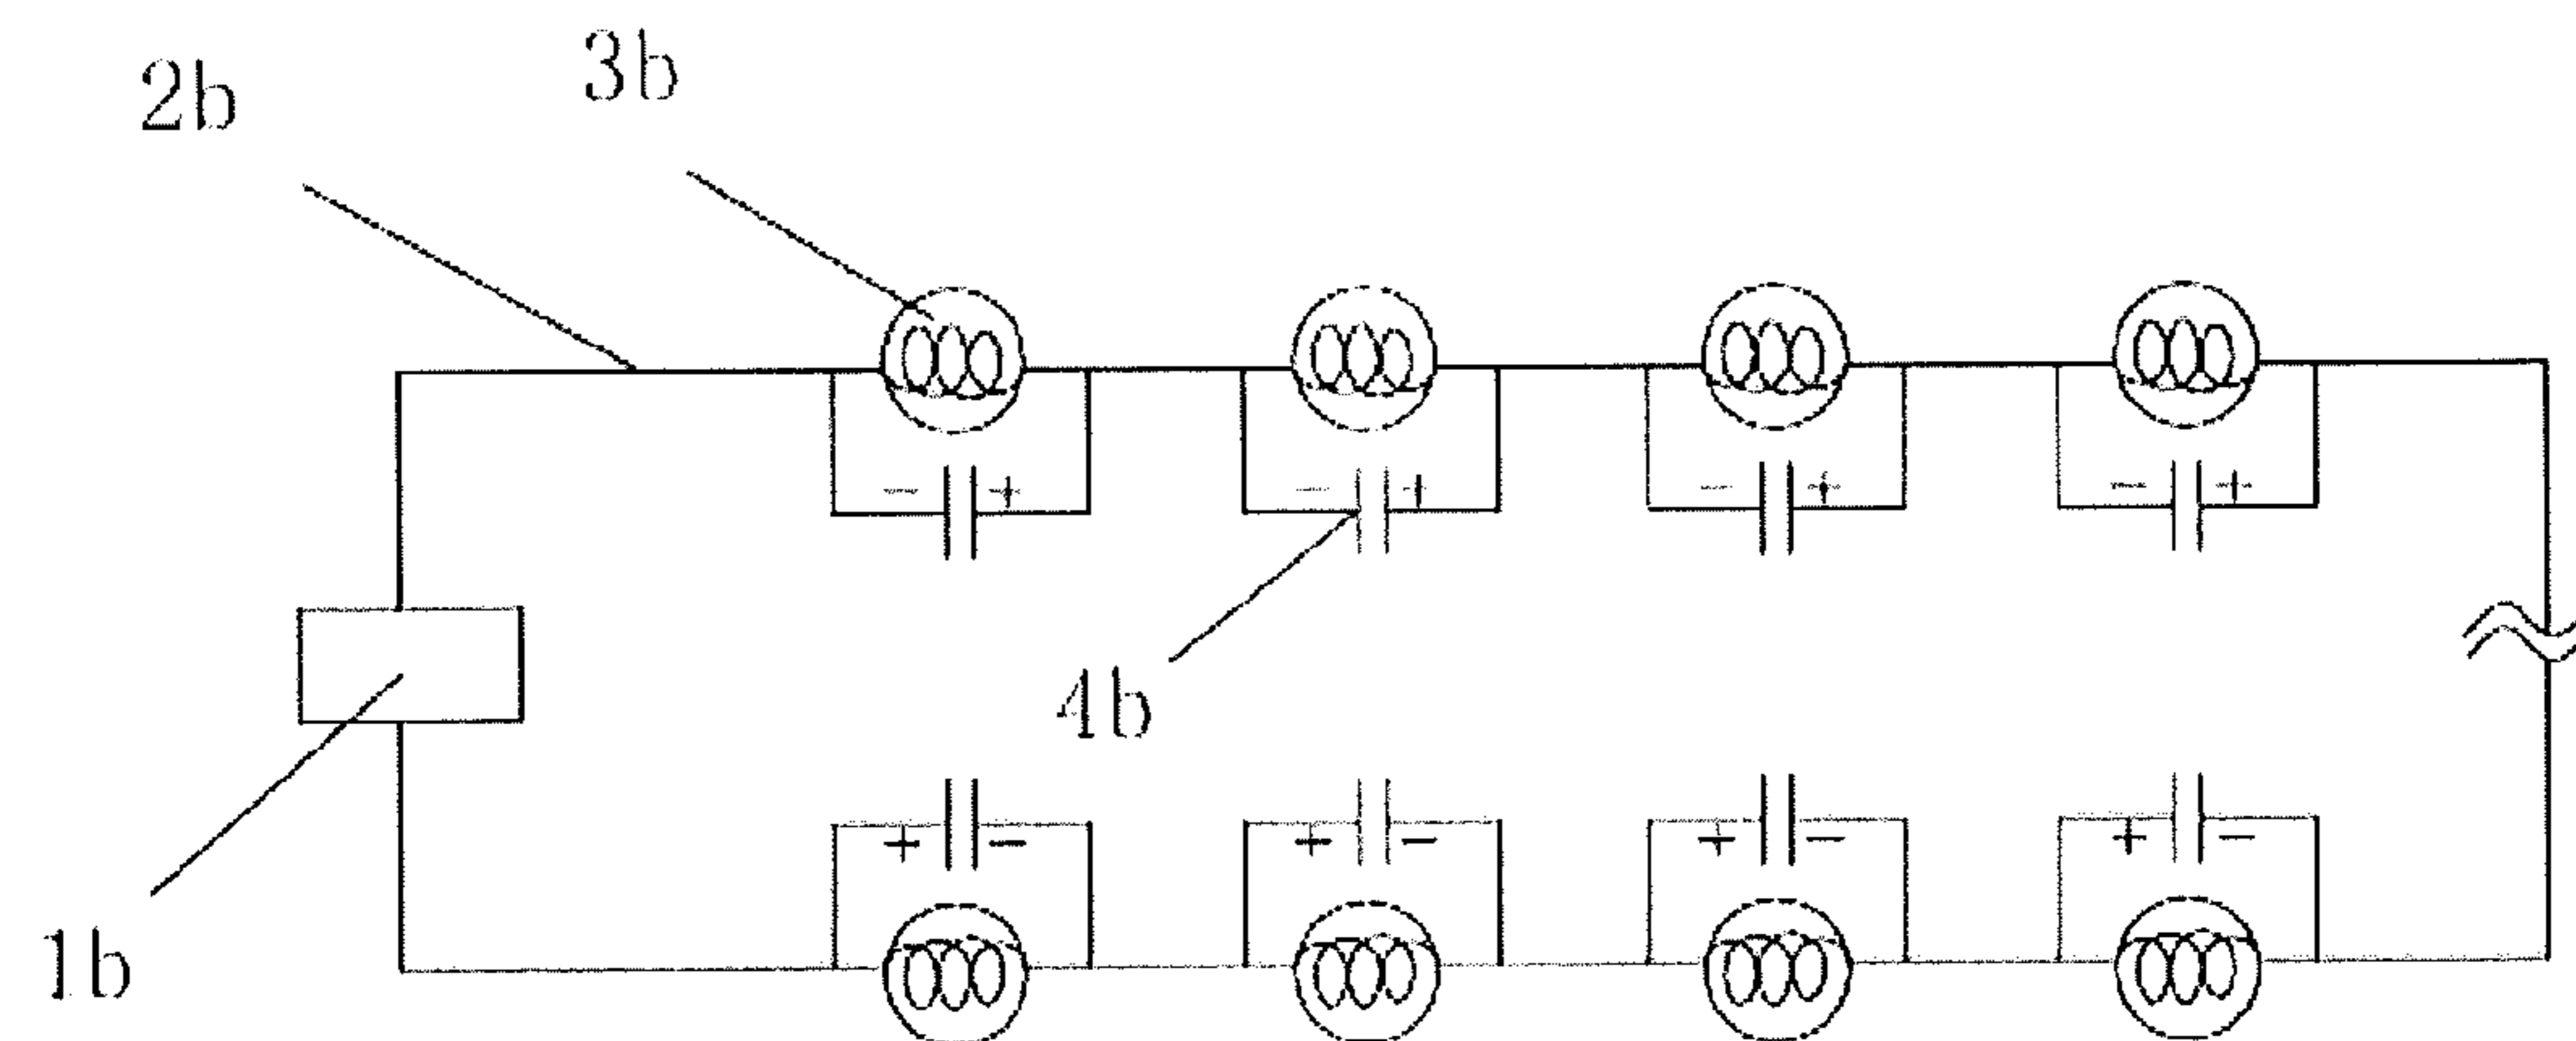 3b
2b
- + - + - + - +
4b
+ - + - + - + -
1b